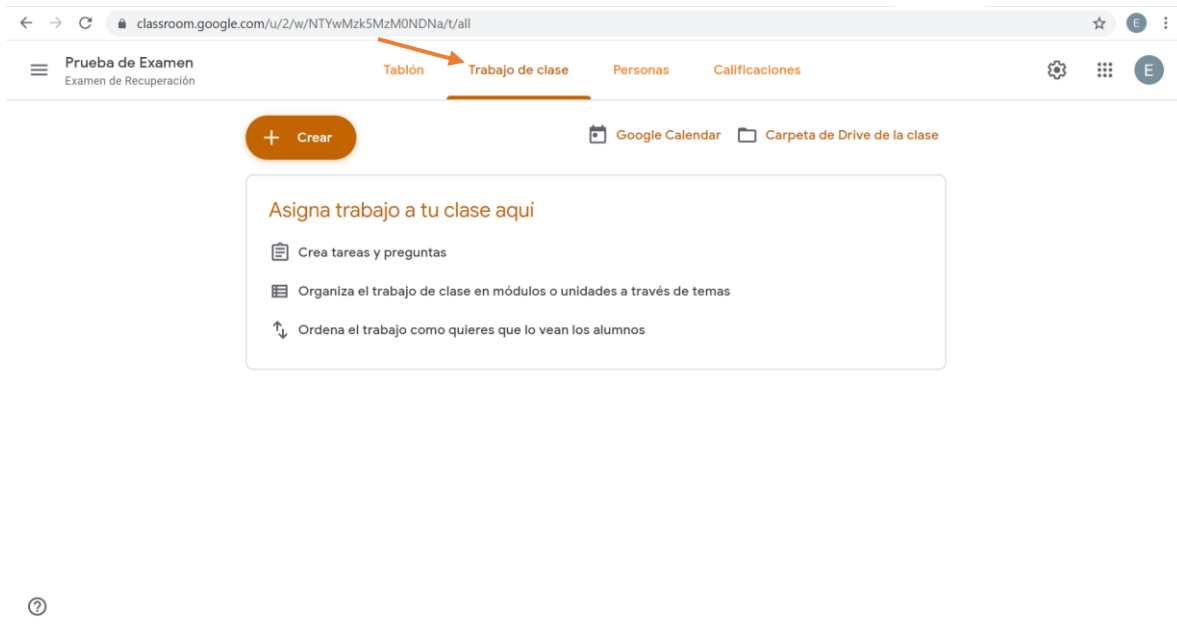 classroom.google.com/u/2/w/NTYwMzk5MzM0NDNa/t/all
E
Prueba de Examen
Examen de Recuperación
Tablón
Trabajo de clase
Personas
Calificaciones
E
Crear
Google Calendar
Carpeta de Drive de la clase
Asigna trabajo a tu clase aquí
Crea tareas y preguntas
Organiza el trabajo de clase en módulos o unidades a través de temas
Ordena el trabajo como quieres que lo vean los alumnos